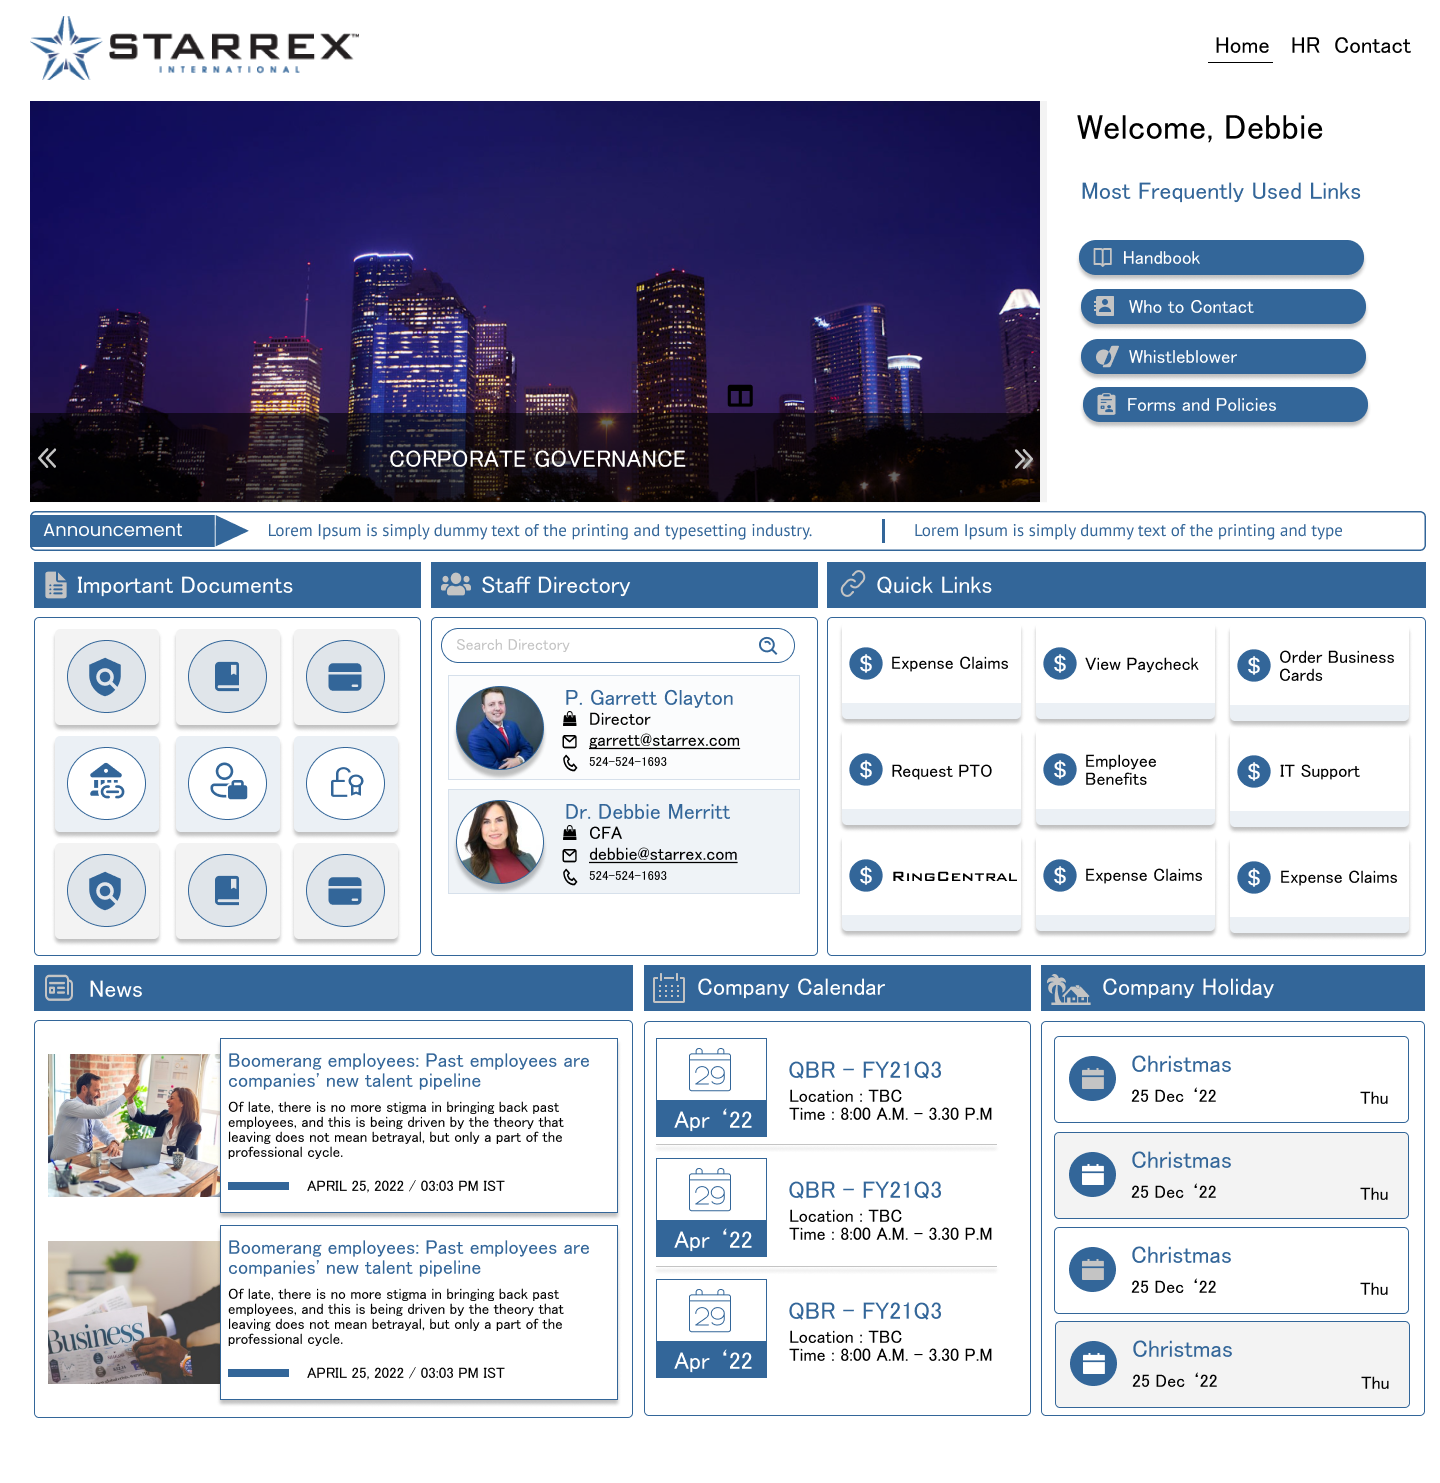 STARREX™
INTERNATIONAL
Home HR Contact
Welcome, Debbie
Most Frequently Used Links
Handbook
Who to Contact
Whistleblower
Forms and Policies
CORPORATE GOVERNANCE
Announcement
Lorem Ipsum is simply dummy text of the printing and typesetting industry.
Lorem Ipsum is simply dummy text of the printing and type
Important Documents
Staff Directory
Search Directory
P. Garrett Clayton
Director
garrett@starrex.com
524-524-1693
Dr. Debbie Merritt
CFA
debbie@starrex.com
524-524-1693
Quick Links
$ Expense Claims
$ View Paycheck
$ Order Business
Cards
$ Request PTO
$ Employee
Benefits
$ IT Support
$ RINGCENTRAL
$ Expense Claims
$ Expense Claims
News
Boomerang employees: Past employees are
companies’ new talent pipeline
Of late, there is no more stigma in bringing back past
employees, and this is being driven by the theory that
leaving does not mean betrayal, but only a part of the
professional cycle.
APRIL 25, 2022 / 03:03 PM IST
Business
Boomerang employees: Past employees are
companies’ new talent pipeline
Of late, there is no more stigma in bringing back past
employees, and this is being driven by the theory that
leaving does not mean betrayal, but only a part of the
professional cycle.
APRIL 25, 2022 / 03:03 PM IST
Company Calendar
29
Apr ‘22
QBR – FY21Q3
Location : TBC
Time : 8:00 A.M. – 3.30 P.M
29
Apr ‘22
QBR – FY21Q3
Location : TBC
Time : 8:00 A.M. – 3.30 P.M
29
Apr ‘22
QBR – FY21Q3
Location : TBC
Time : 8:00 A.M. – 3.30 P.M
Company Holiday
Christmas
25 Dec ‘22
Thu
Christmas
25 Dec ‘22
Thu
Christmas
25 Dec ‘22
Thu
Christmas
25 Dec ‘22
Thu